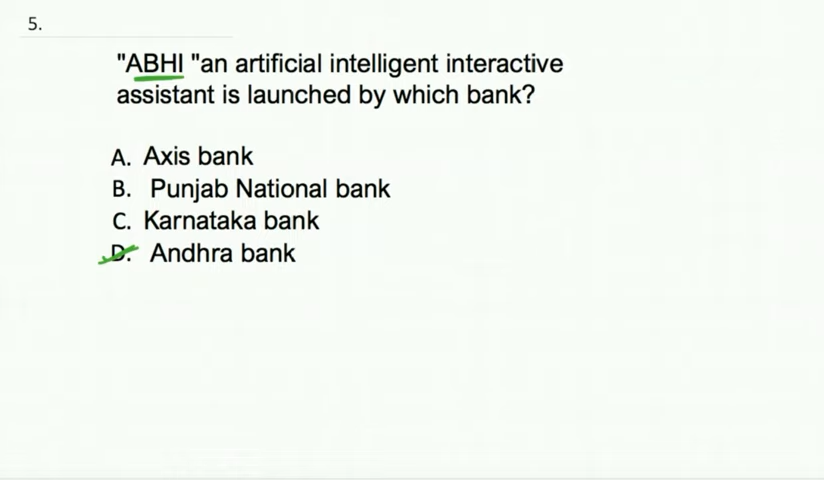 5.
"ABHI "an artificial intelligent interactive
assistant is launched by which bank?
A. Axis bank
B. Punjab National bank
C. Karnataka bank
D. Andhra bank